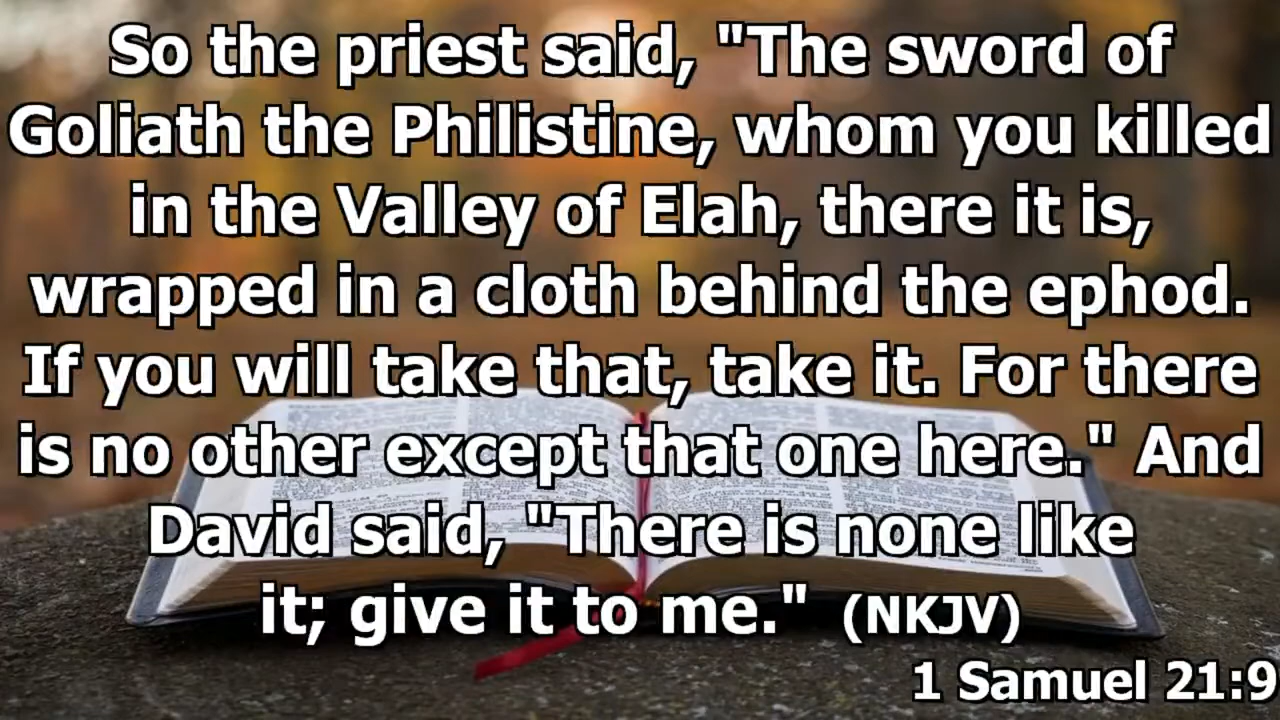 So the priest said, "The sword of
Goliath the Philistine, whom you killed
in the Valley of Elah, there it is,
wrapped in a cloth behind the ephod.
If you will take that, take it. For there
is no other except that one here." And
David said, "There is none like
it; give it to me." (NKJV)
1 Samuel 21:9